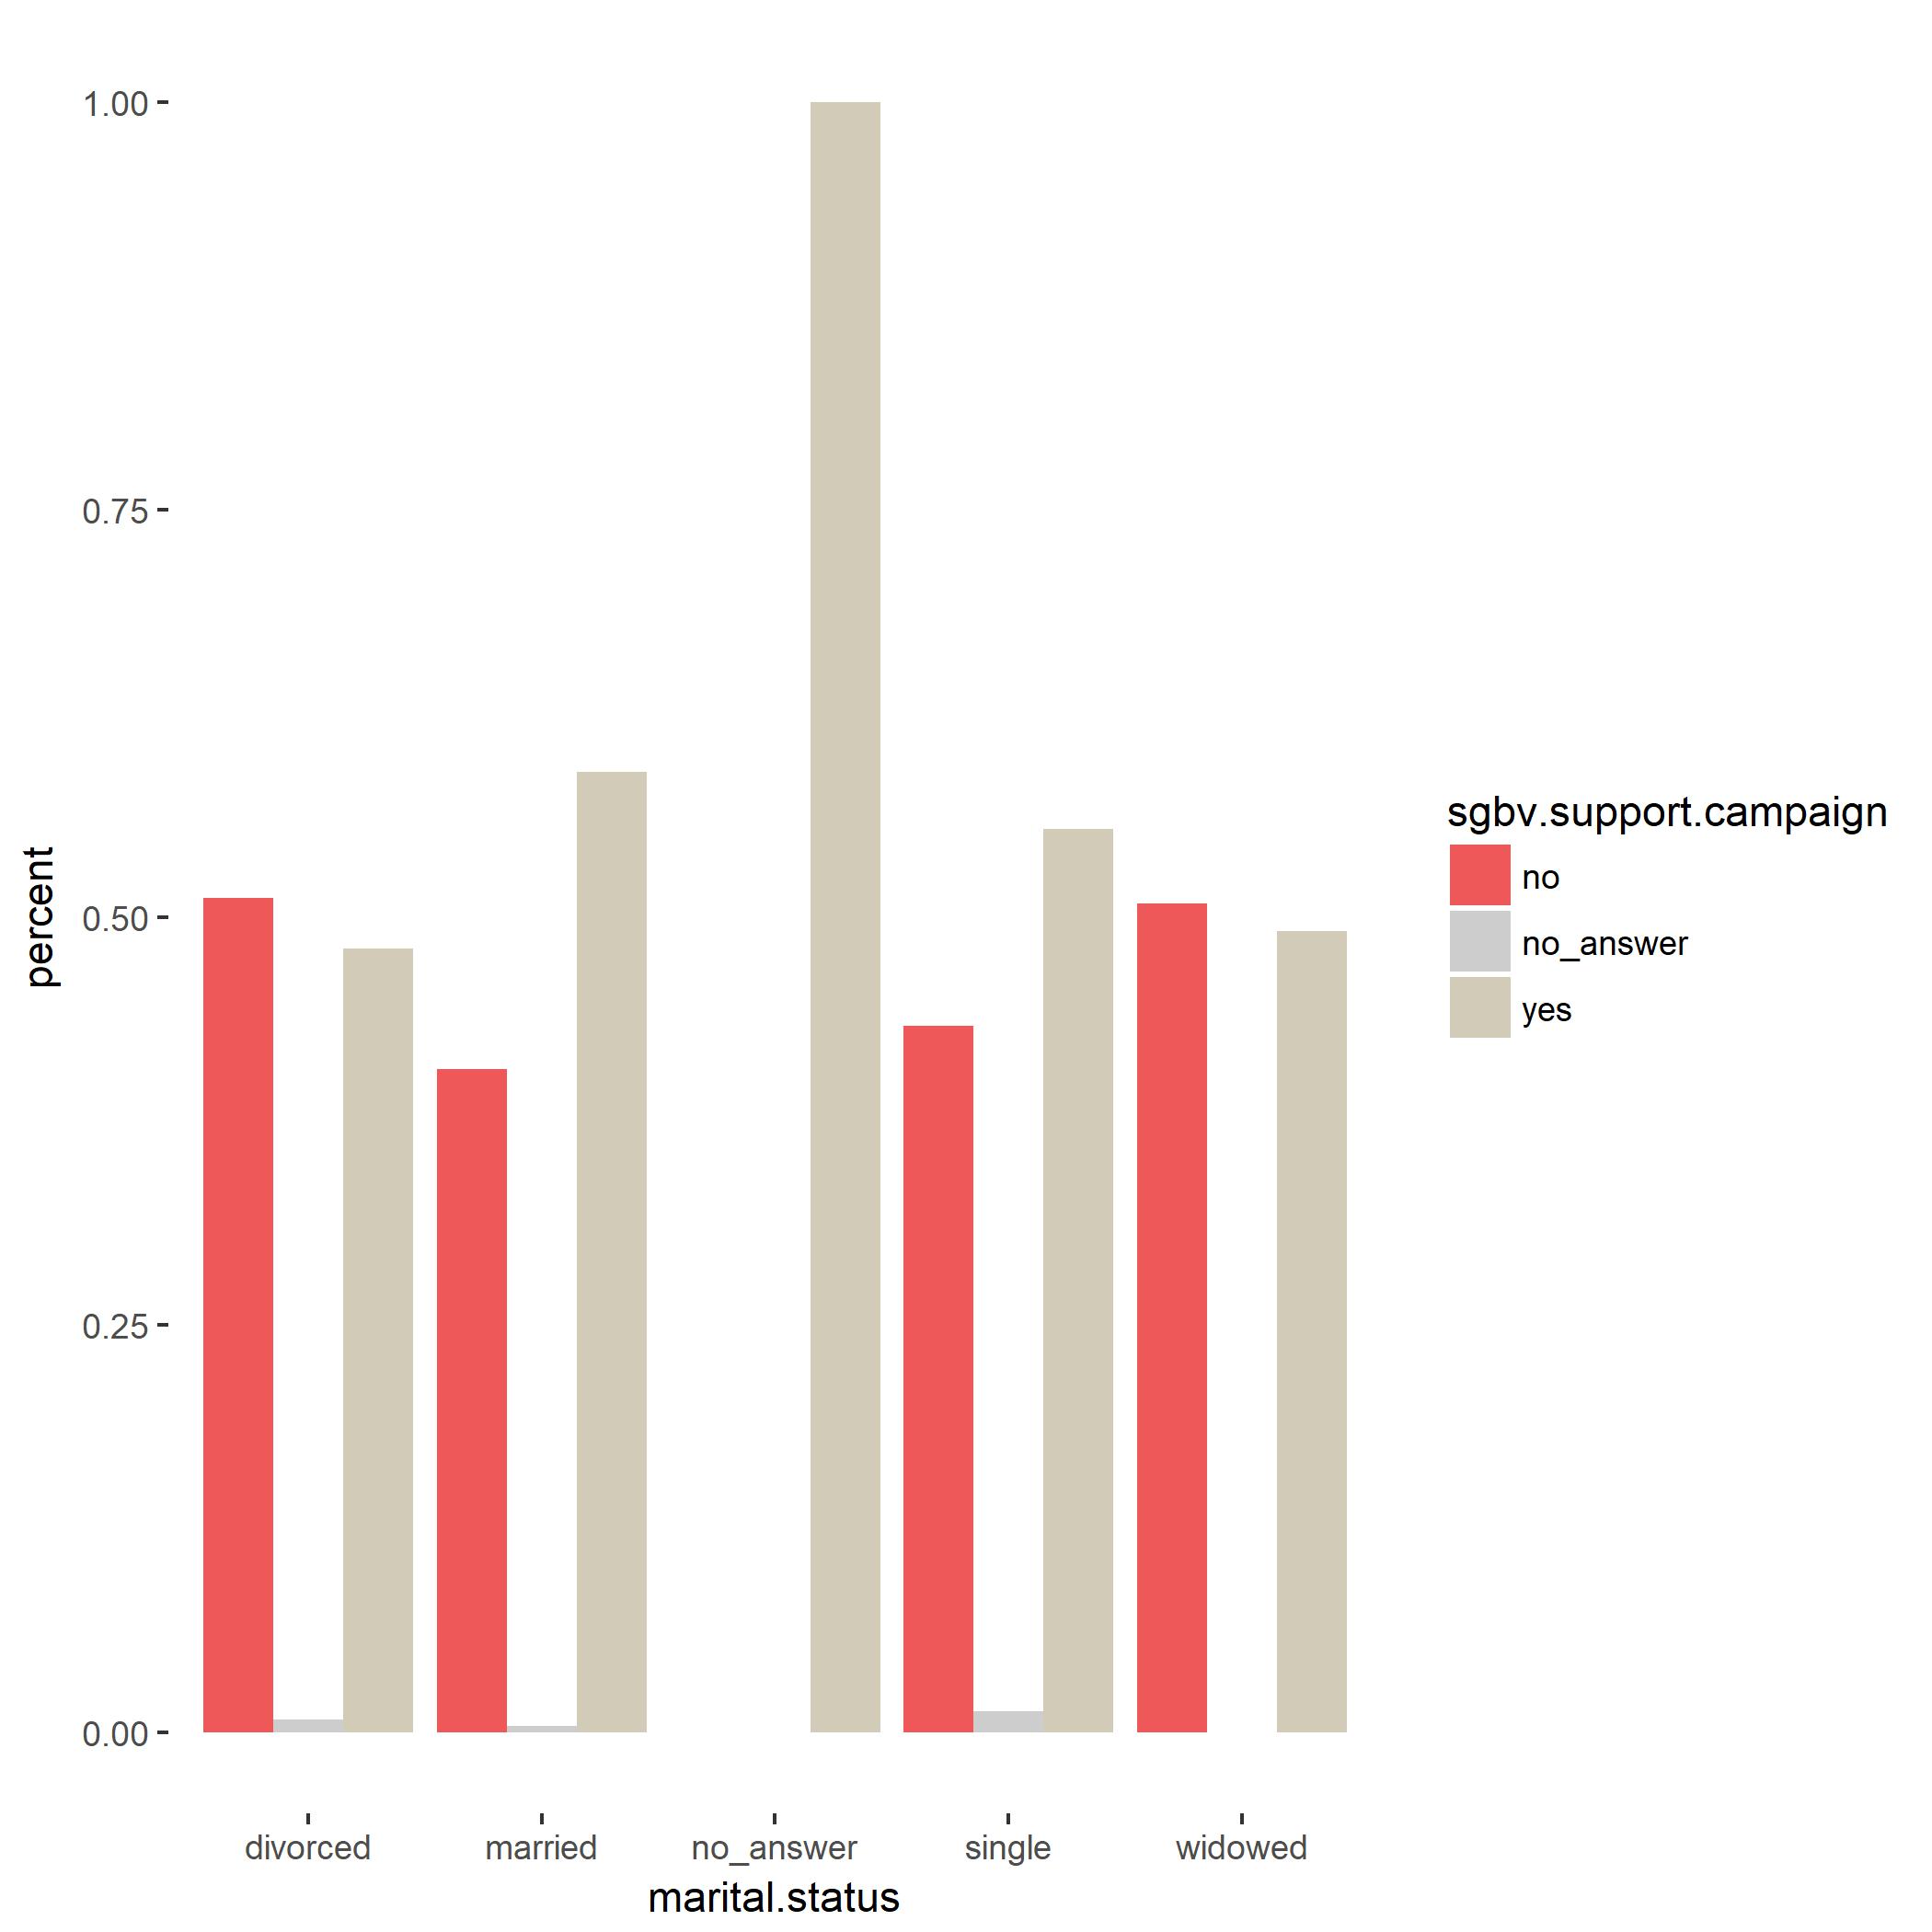 1.00
0.75
0.50
0.25
0.00
percent
divorced
married
no_answer
single
widowed
marital.status
sgbv.support.campaign
no
no_answer
yes